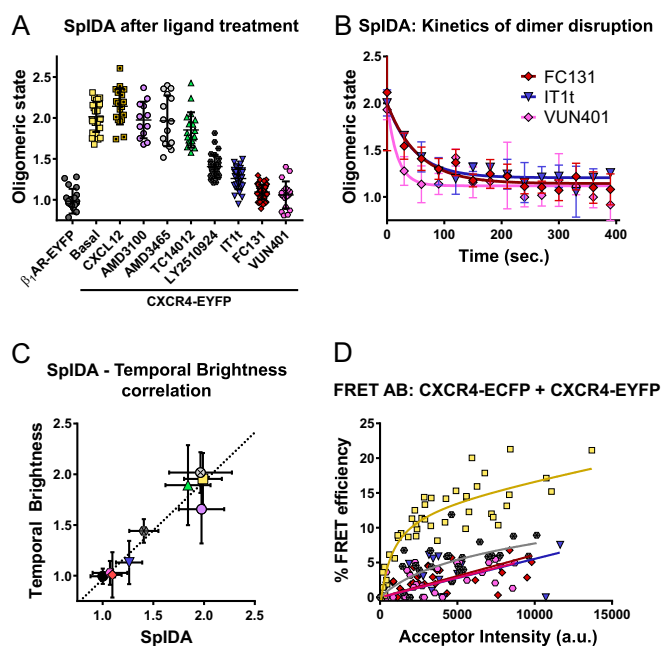 A
SpIDA after ligand treatment
Oligomeric state
2.5
2.0
1.5
1.0
β1AR-EYFP
Basal
CXCL12
AMD3100
AMD3465
TC14012
LY2510924
IT1t
FC131
VUN401
CXCR4-EYFP
B
SpIDA: Kinetics of dimer disruption
Oligomeric state
2.5
2.0
1.5
1.0
FC131
IT1t
VUN401
0
100
200
300
400
Time (sec.)
C
SpIDA - Temporal Brightness
correlation
Temporal Brightness
2.5
2.0
1.5
1.0
1.0
1.5
2.0
2.5
SpIDA
D
FRET AB: CXCR4-ECFP + CXCR4-EYFP
% FRET efficiency
25
20
15
10
5
0
0
5000
10000
15000
Acceptor Intensity (a.u.)